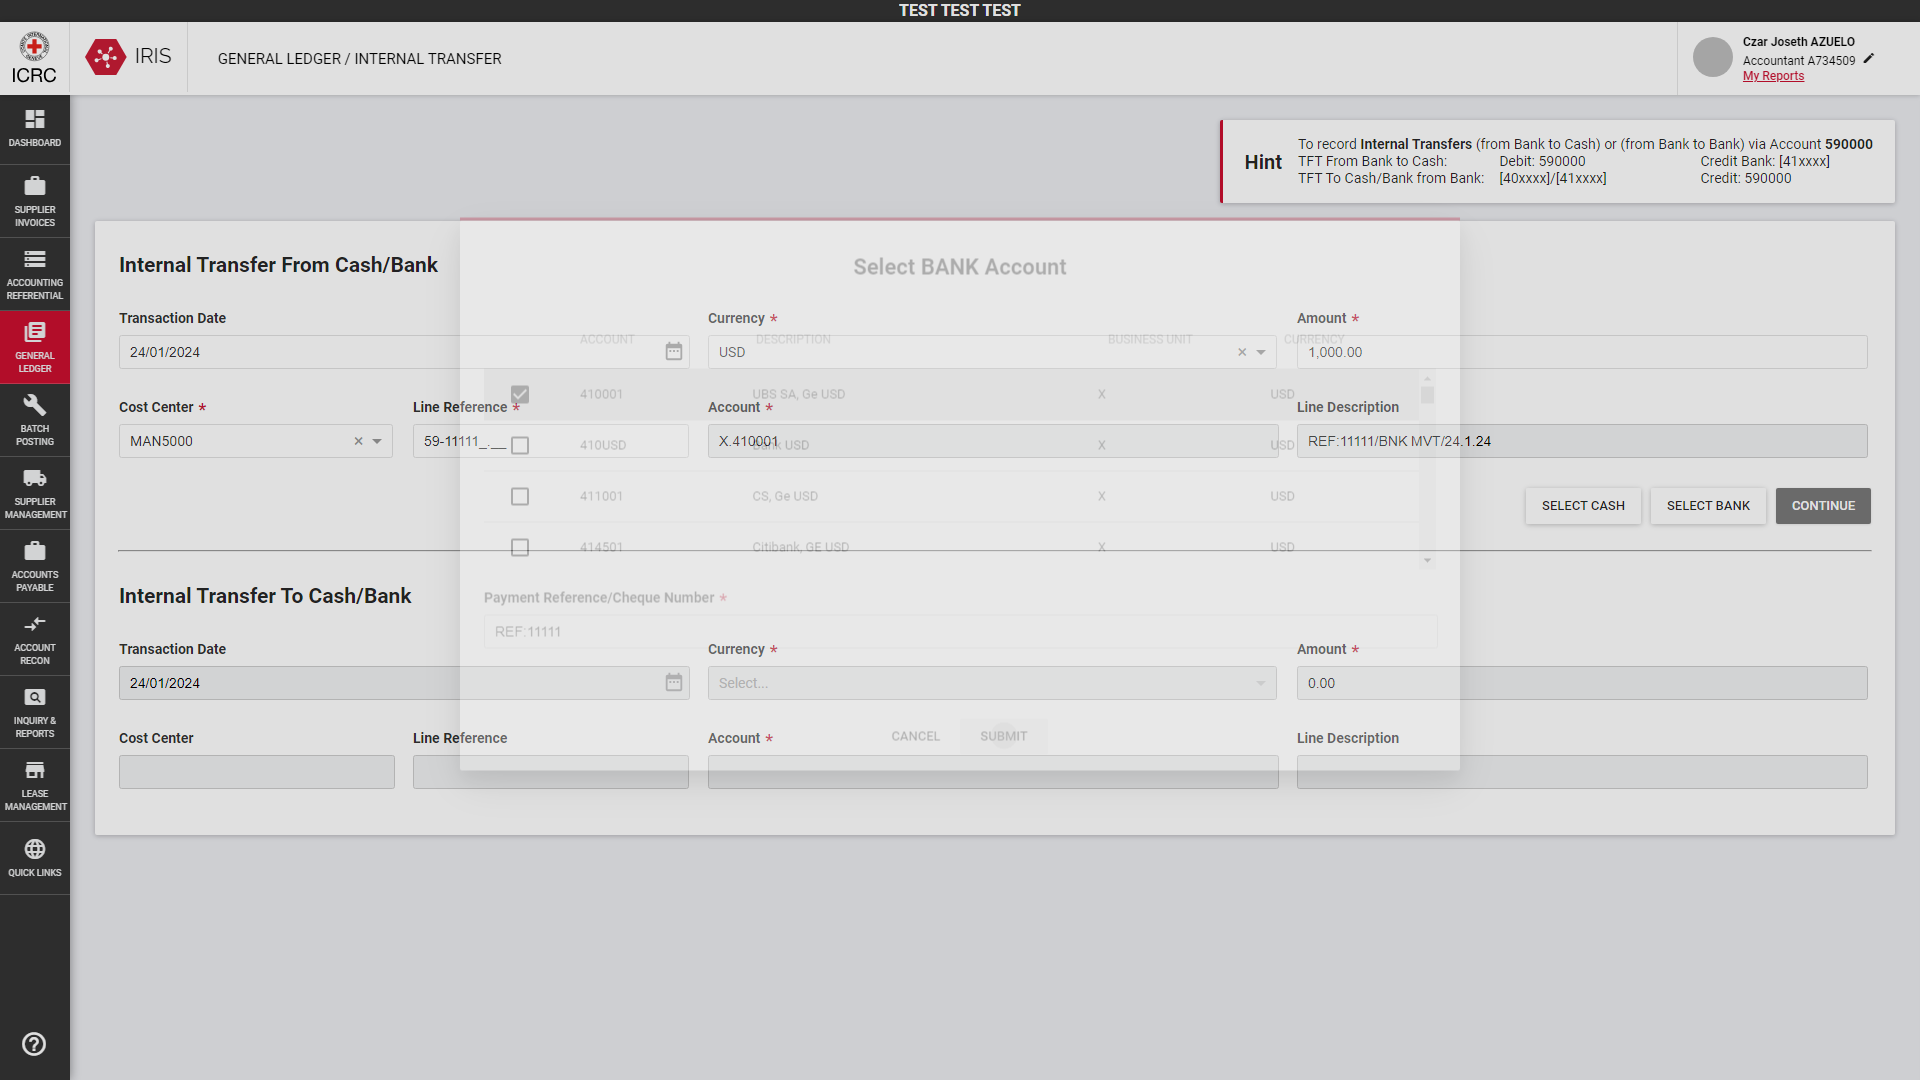 TEST TEST TEST
ICRC
IRIS
GENERAL LEDGER / INTERNAL TRANSFER
Czar Joseth AZUELO
Accountant A734509
My Reports
DASHBOARD
SUPPLIER
INVOICES
ACCOUNTING
REFERENTIAL
GENERAL
LEDGER
BATCH
POSTING
SUPPLIER
MANAGEMENT
ACCOUNTS
PAYABLE
ACCOUNT
RECON
INQUIRY &
REPORTS
LEASE
MANAGEMENT
QUICK LINKS
Hint
To record Internal Transfers (from Bank to Cash) or (from Bank to Bank) via Account 590000
TFT From Bank to Cash: Debit: 590000 Credit Bank: [41xxxx]
TFT To Cash/Bank from Bank: [40xxxx]/[41xxxx] Credit: 590000
Internal Transfer From Cash/Bank
Transaction Date Currency * Amount *
24/01/2024 USD 1,000.00
Cost Center * Line Reference * Account * Line Description
MAN5000 59-11111_.__ X.410001 REF:11111/BNK MVT/24.1.24
SELECT CASH SELECT BANK CONTINUE
Internal Transfer To Cash/Bank
Transaction Date Currency * Amount *
24/01/2024 Select... 0.00
Cost Center Line Reference Account * Line Description
Select BANK Account
ACCOUNT DESCRIPTION BUSINESS UNIT CURRENCY
410001 UBS SA, Ge USD X USD
410USD Bank USD X USD
411001 CS, Ge USD X USD
414501 Citibank, GE USD X USD
Payment Reference/Cheque Number *
REF:11111
CANCEL SUBMIT